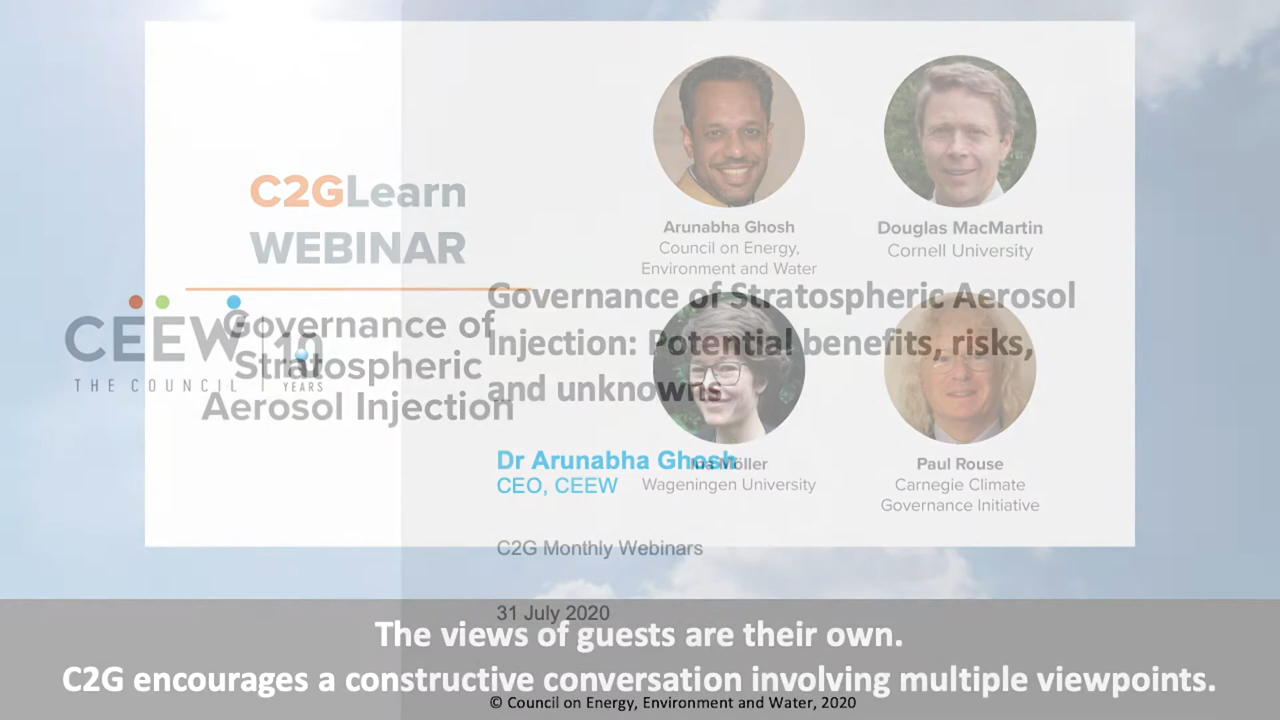 C2GLearn
WEBINAR
Governance of
Stratospheric
Aerosol Injection
Arunabha Ghosh
Council on Energy,
Environment and Water
Douglas MacMartin
Cornell University
Möller
Wageningen University
Paul Rouse
Carnegie Climate
Governance Initiative
CEEW
THE COUNCIL
10
YEARS
Governance of Stratospheric Aerosol
Injection: Potential benefits, risks,
and unknowns
Dr Arunabha Ghosh
CEO, CEEW
C2G Monthly Webinars
31 July 2020
The views of guests are their own.
C2G encourages a constructive conversation involving multiple viewpoints.
© Council on Energy, Environment and Water, 2020